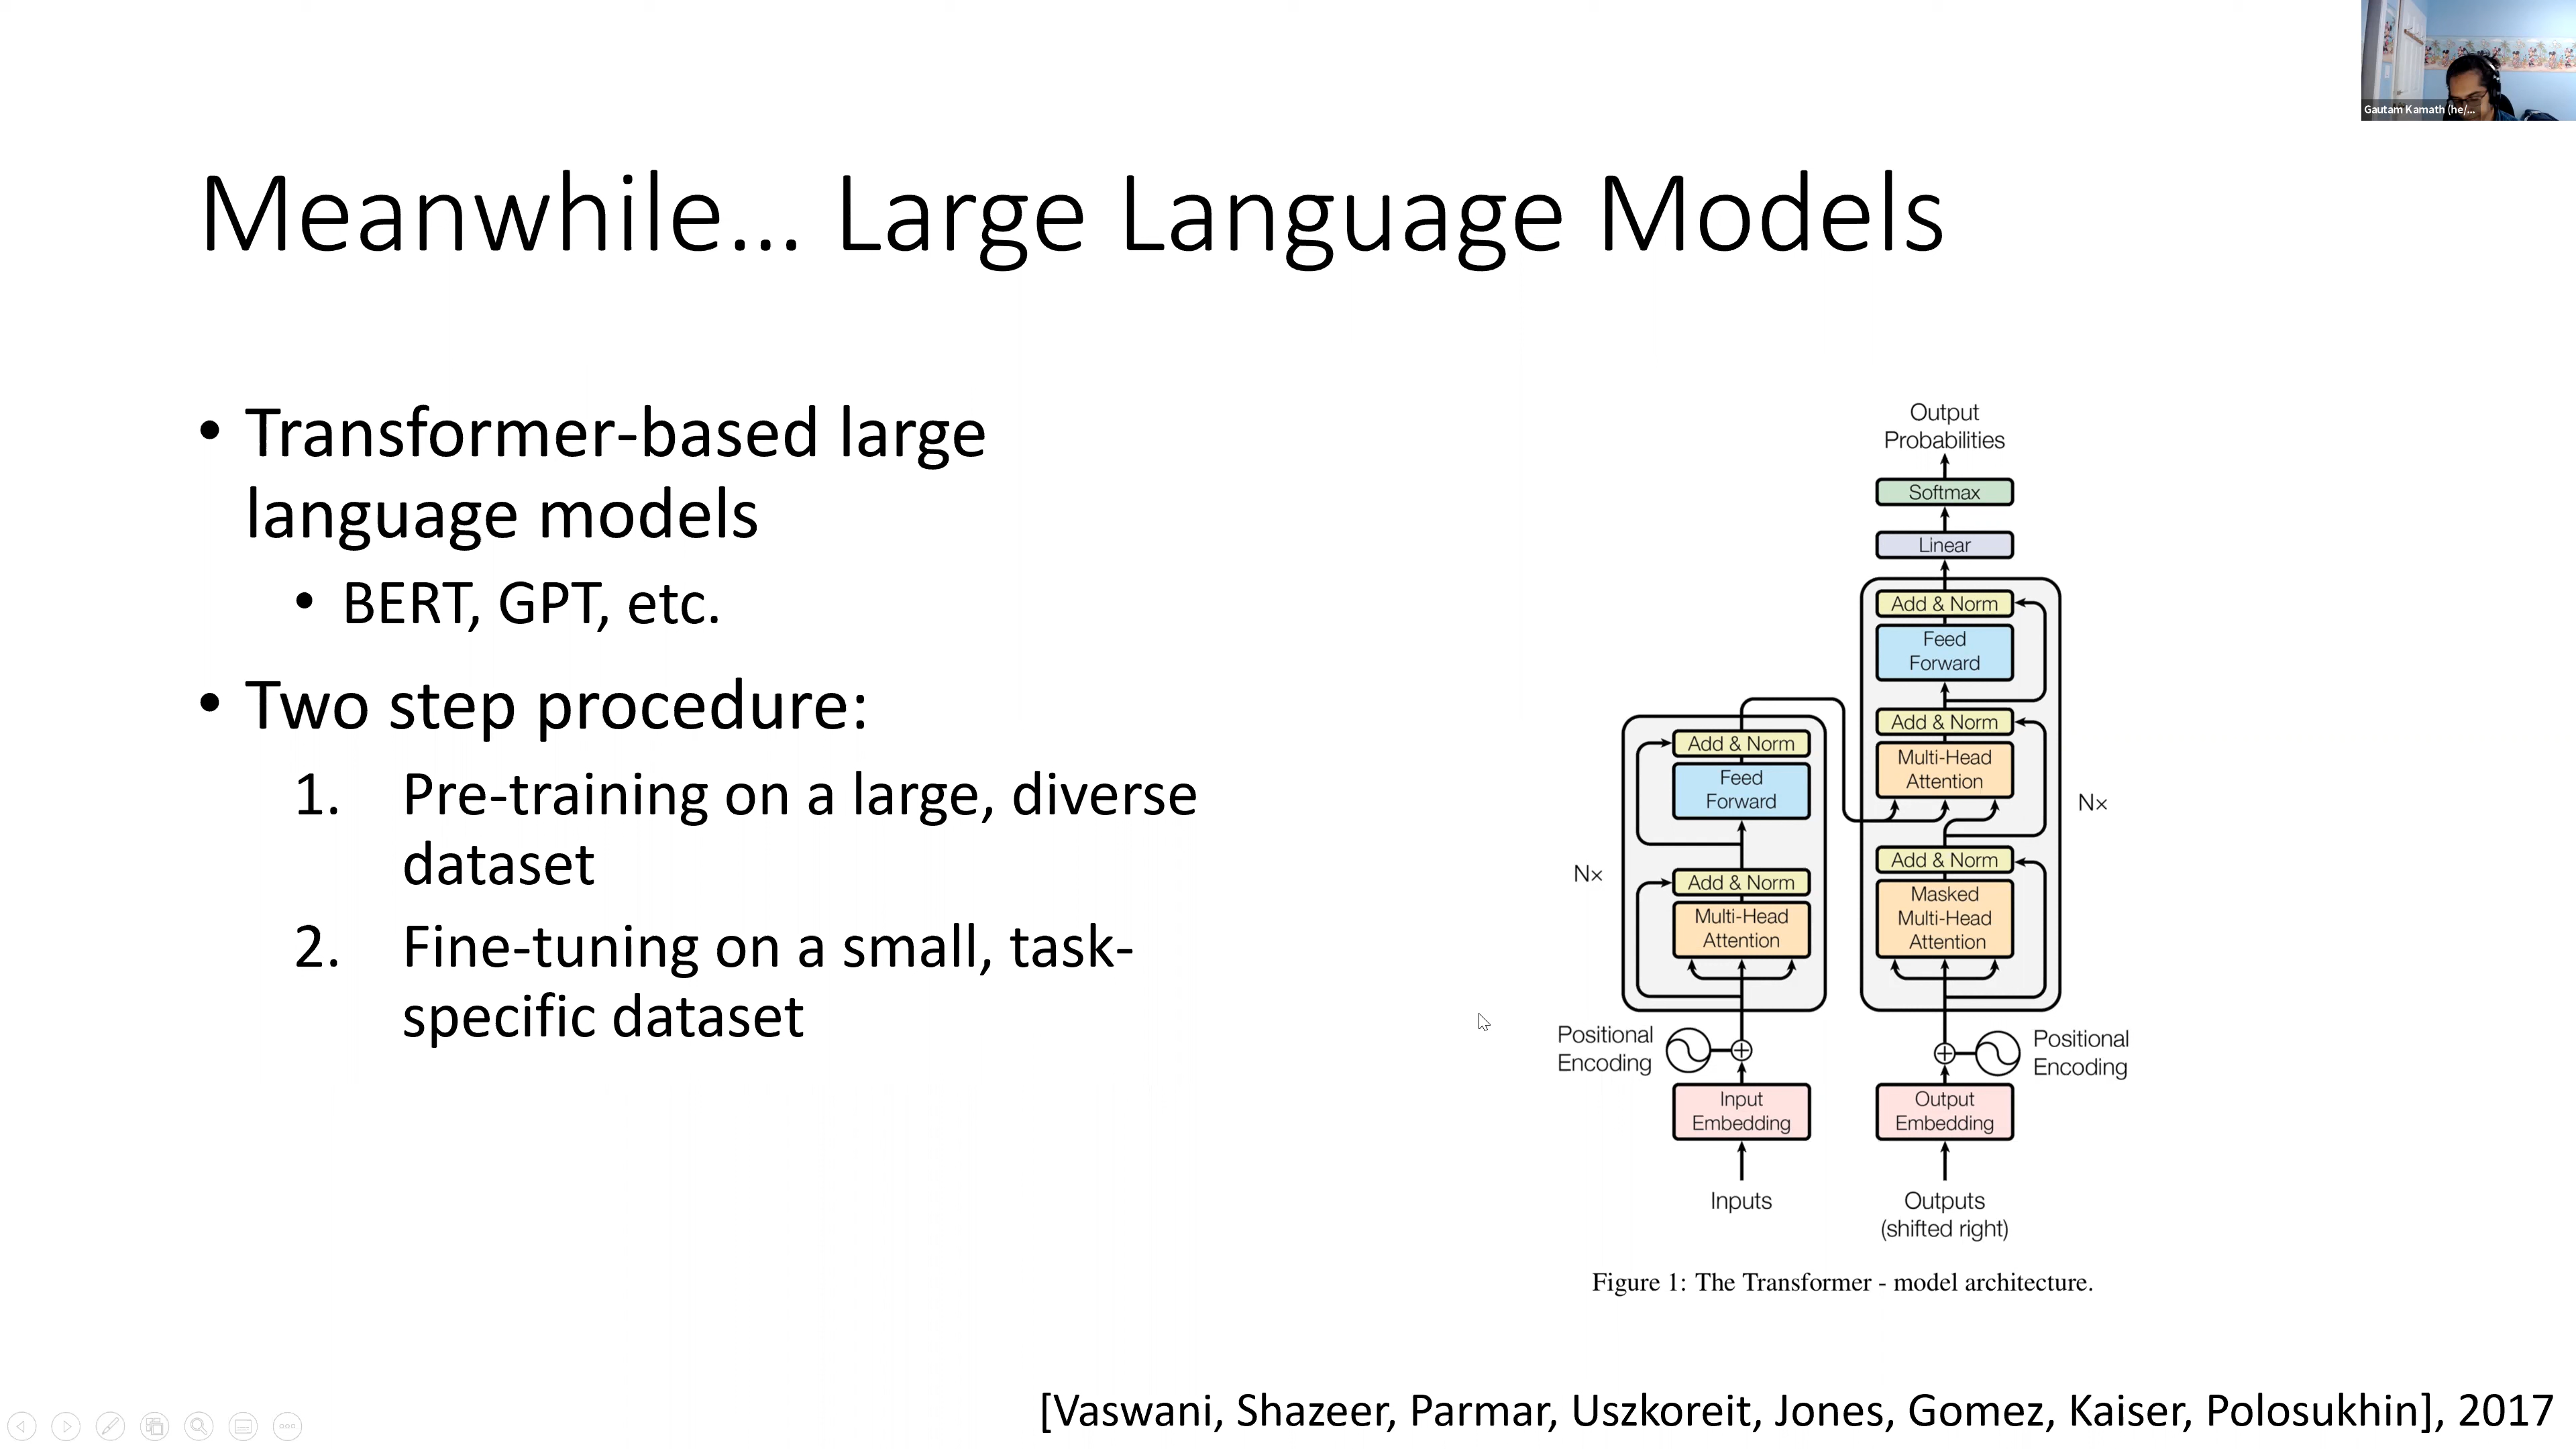 Gautam Kamath (he/...
Meanwhile... Large Language Models
• Transformer-based large
language models
• BERT, GPT, etc.
• Two step procedure:
1. Pre-training on a large, diverse
dataset
2. Fine-tuning on a small, task-
specific dataset
Output
Probabilities
Softmax
Linear
Add & Norm
Feed
Forward
Add & Norm
Multi-Head
Attention
Nx
Add & Norm
Masked
Multi-Head
Attention
Add & Norm
Feed
Forward
Nx
Add & Norm
Multi-Head
Attention
Positional
Encoding
Positional
Encoding
Input
Embedding
Output
Embedding
Inputs
Outputs
(shifted right)
Figure 1: The Transformer - model architecture.
[Vaswani, Shazeer, Parmar, Uszkoreit, Jones, Gomez, Kaiser, Polosukhin], 2017